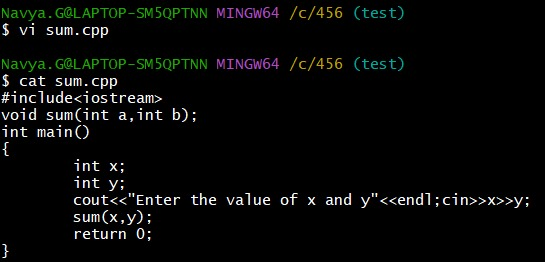 Navya.G@LAPTOP-SM5QPTNN MINGW64 /c/456 (test)
$ vi sum.cpp
Navya.G@LAPTOP-SM5QPTNN MINGW64 /c/456 (test)
$ cat sum.cpp
#include<iostream>
void sum(int a,int b);
int main()
{
        int x;
        int y;
        cout<<"Enter the value of x and y"<<endl;cin>>x>>y;
        sum(x,y);
        return 0;
}